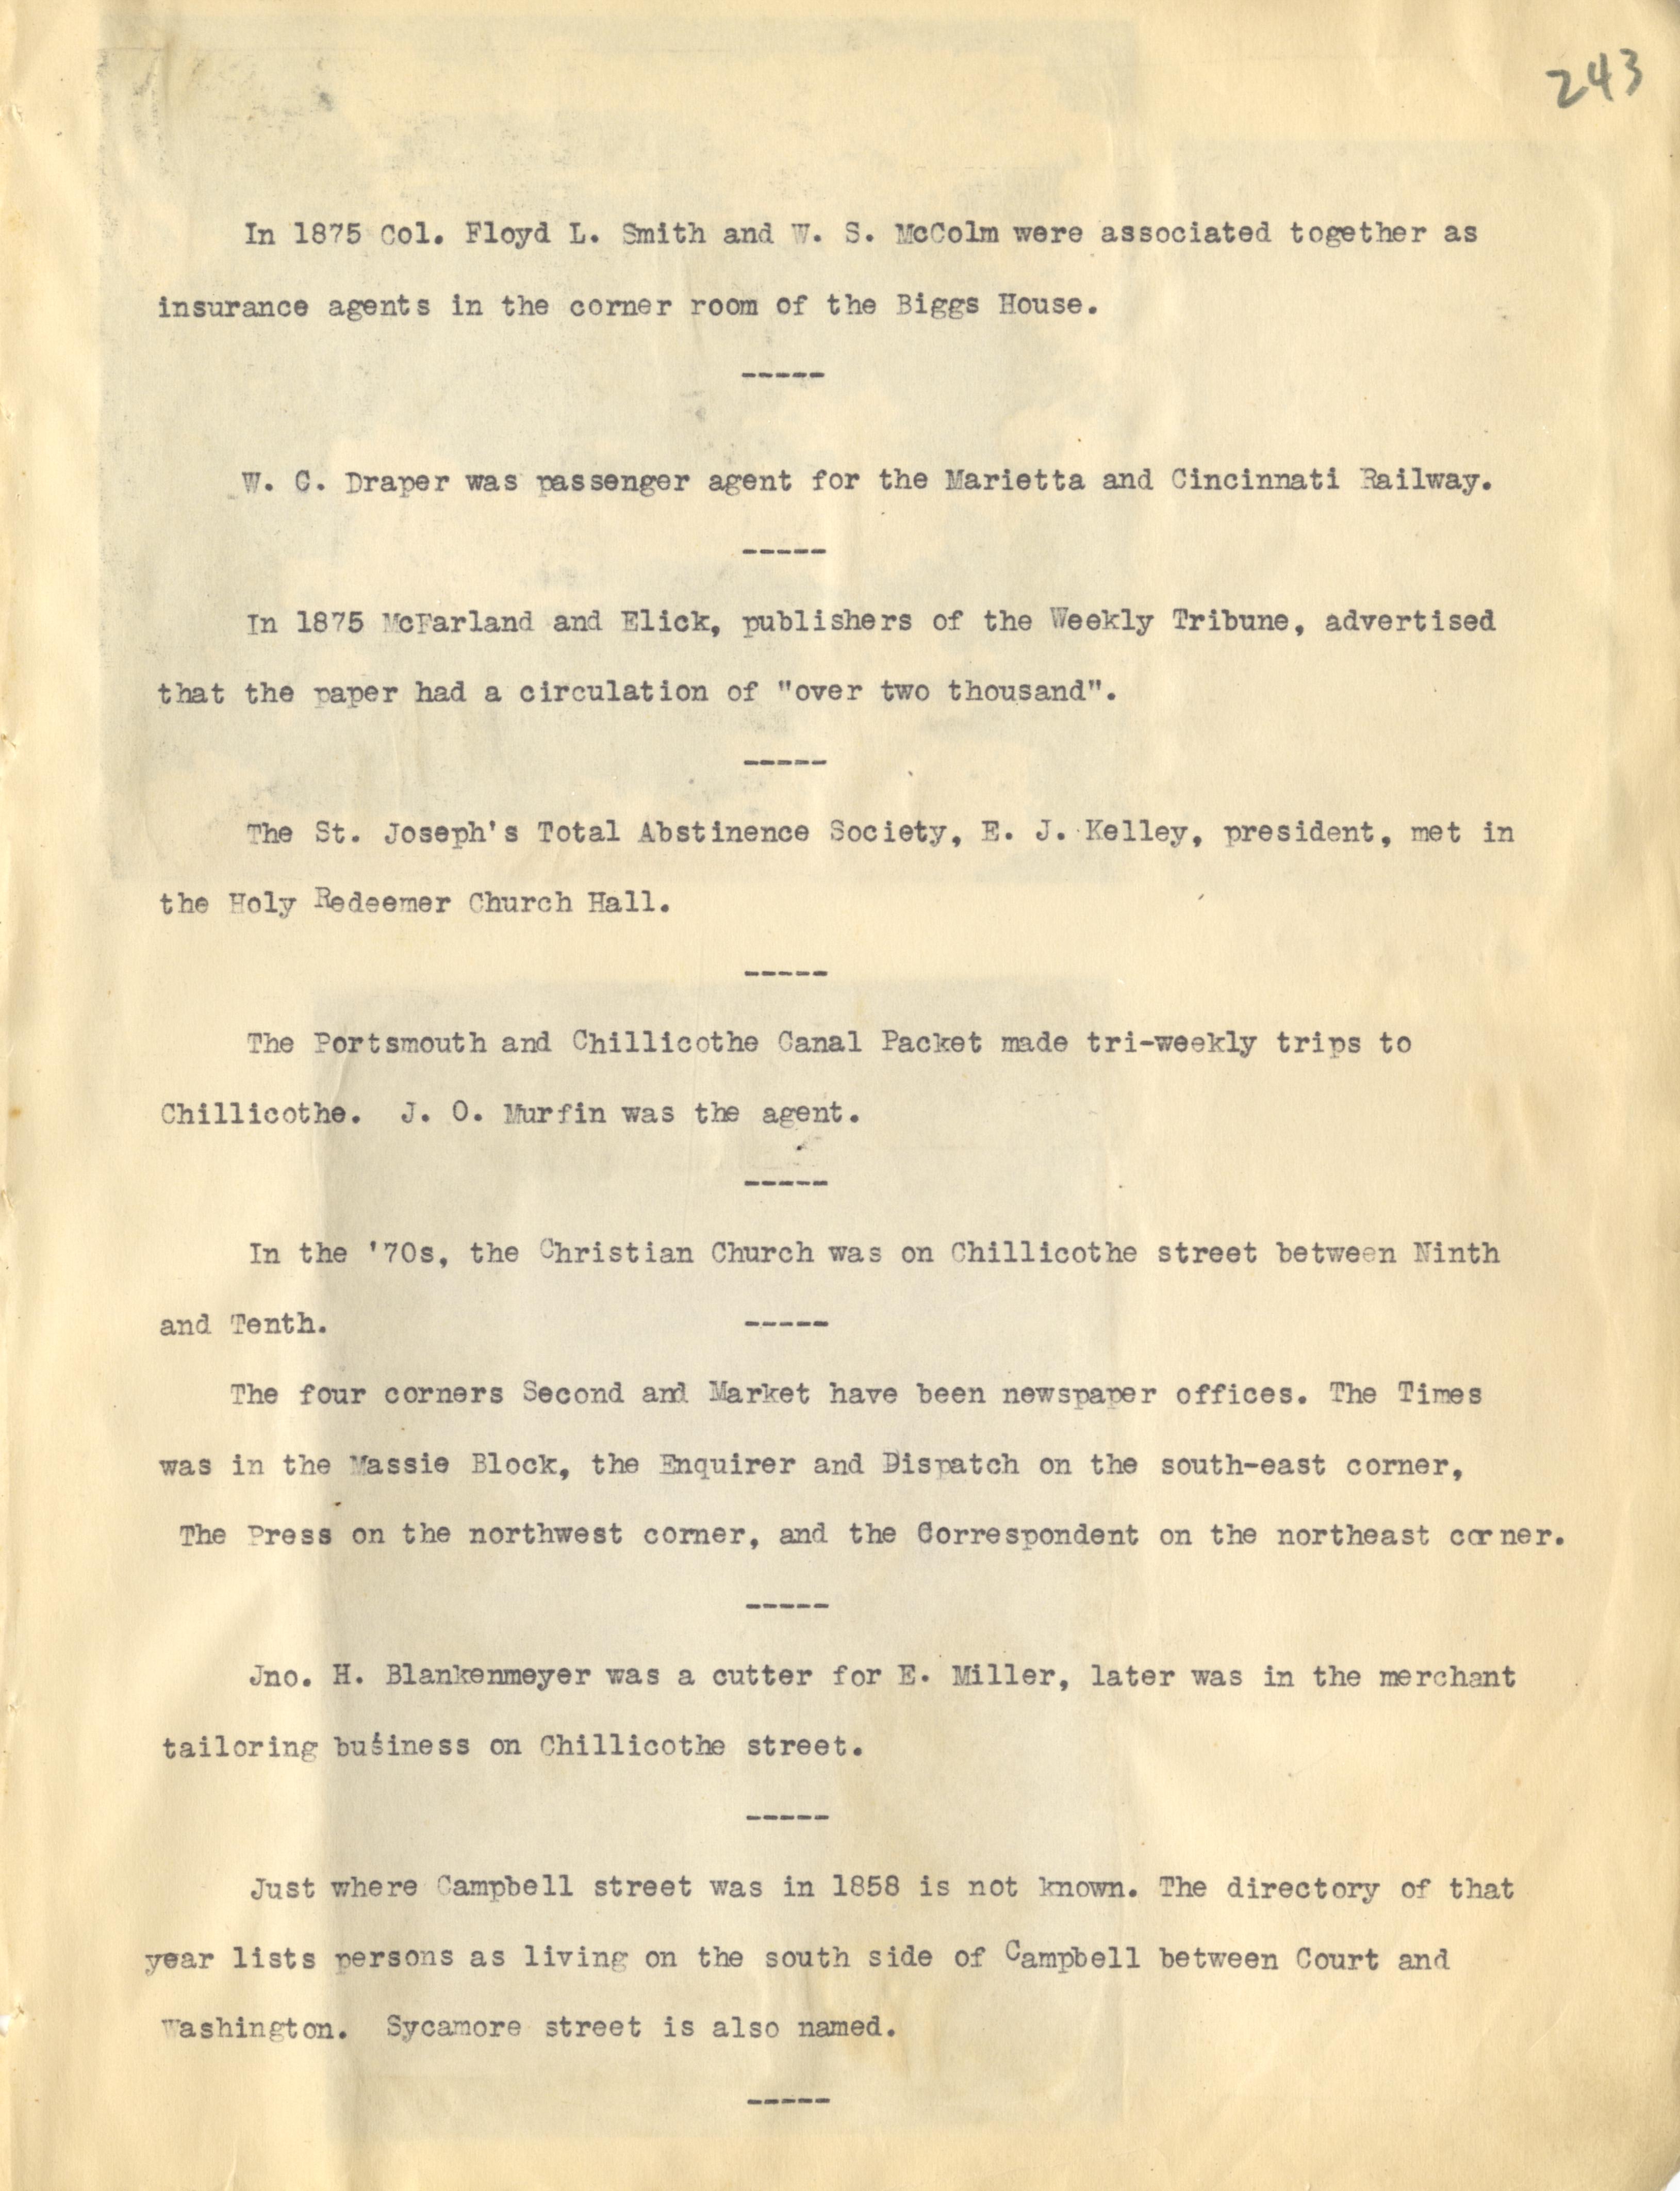 243
In 1875 Col. Floyd L. Smith and W. S. McColm were associated together as
insurance agents in the corner room of the Biggs House.
-----
W. C. Draper was passenger agent for the Marietta and Cincinnati Railway.
-----
In 1875 McFarland and Elick, publishers of the Weekly Tribune, advertised
that the paper had a circulation of "over two thousand".
-----
The St. Joseph's Total Abstinence Society, E. J. Kelley, president, met in
the Holy Redeemer Church Hall.
-----
The Portsmouth and Chillicothe Canal Packet made tri-weekly trips to
Chillicothe. J. O. Murfin was the agent.
-----
In the '70s, the Christian Church was on Chillicothe street between Ninth
and Tenth. -----
The four corners Second and Market have been newspaper offices. The Times
was in the Massie Block, the Enquirer and Dispatch on the south-east corner,
The Press on the northwest corner, and the Correspondent on the northeast corner.
-----
Jno. H. Blankenmeyer was a cutter for E. Miller, later was in the merchant
tailoring business on Chillicothe street.
-----
Just where Campbell street was in 1858 is not known. The directory of that
year lists persons as living on the south side of Campbell between Court and
Washington. Sycamore street is also named.
-----